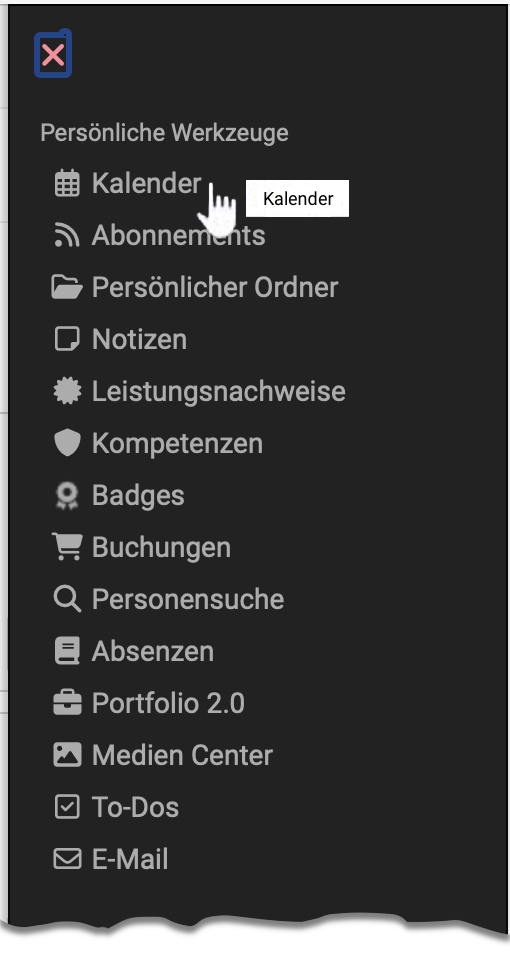 Persönliche Werkzeuge
Kalender
Kalender
Abonnements
Persönlicher Ordner
Notizen
Leistungsnachweise
Kompetenzen
Badges
Buchungen
Personensuche
Absenzen
Portfolio 2.0
Medien Center
To-Dos
E-Mail